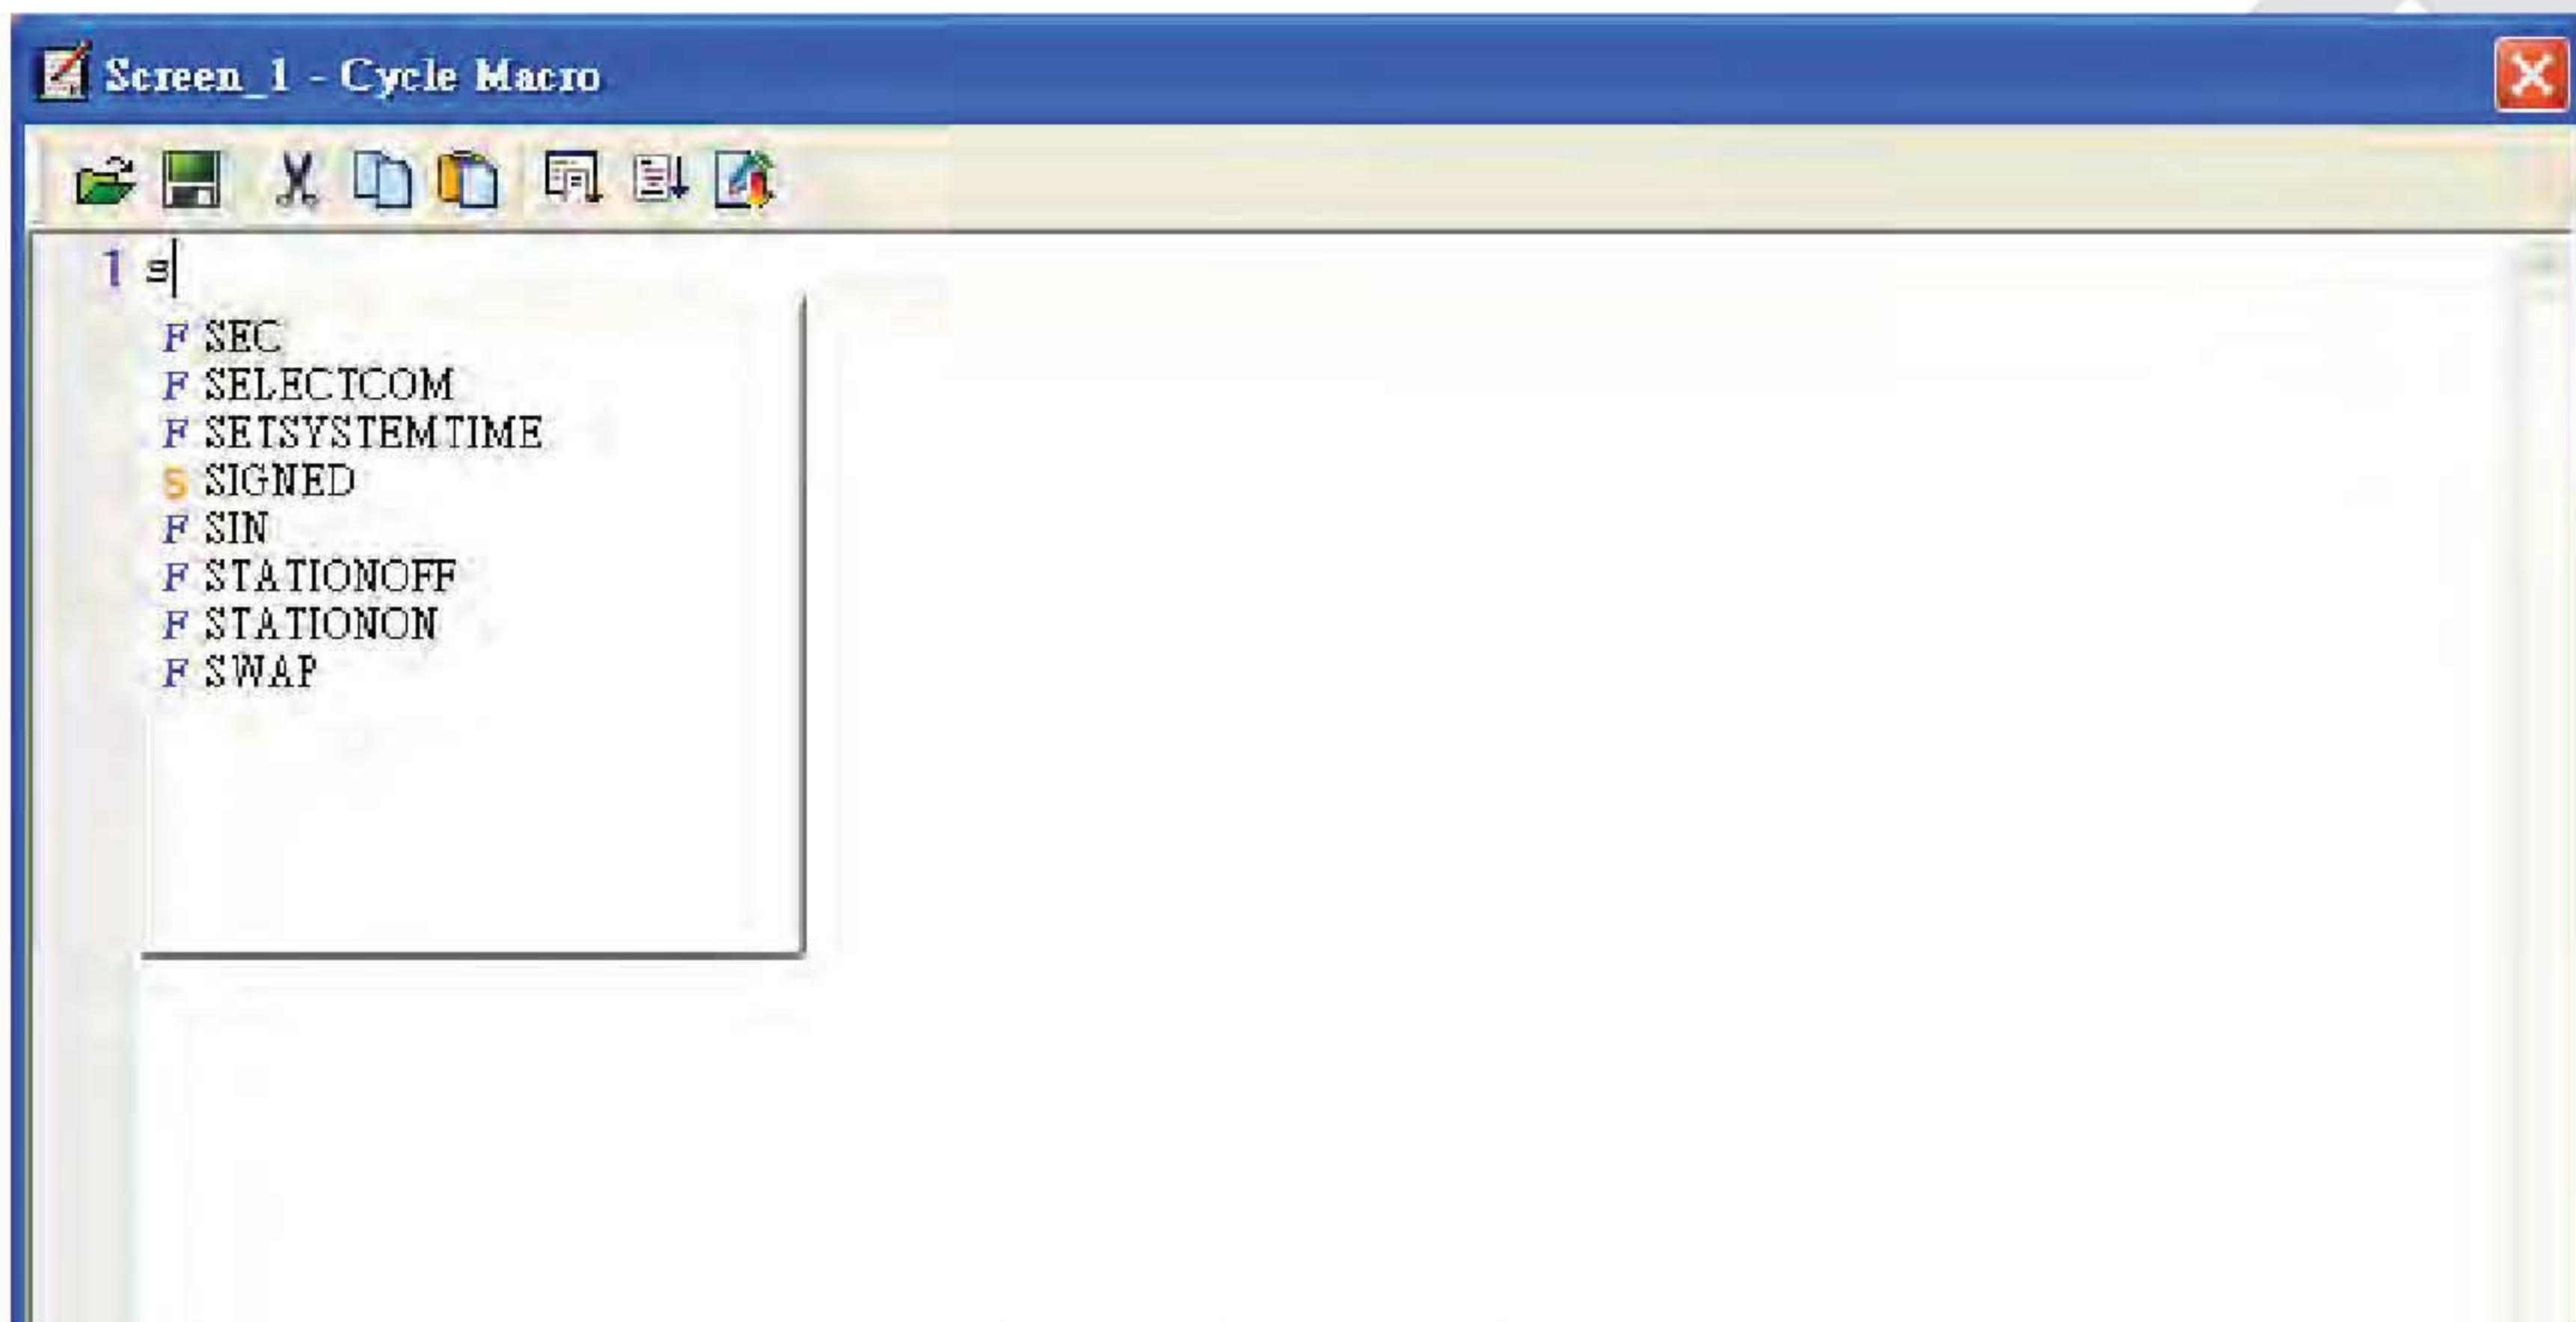 Screen_1 - Cycle Macro
1 s
F SEC
F SELECTCOM
F SETSYSTEMTIME
S SIGNED
F SIN
F STATIONOFF
F STATIONON
F SWAP